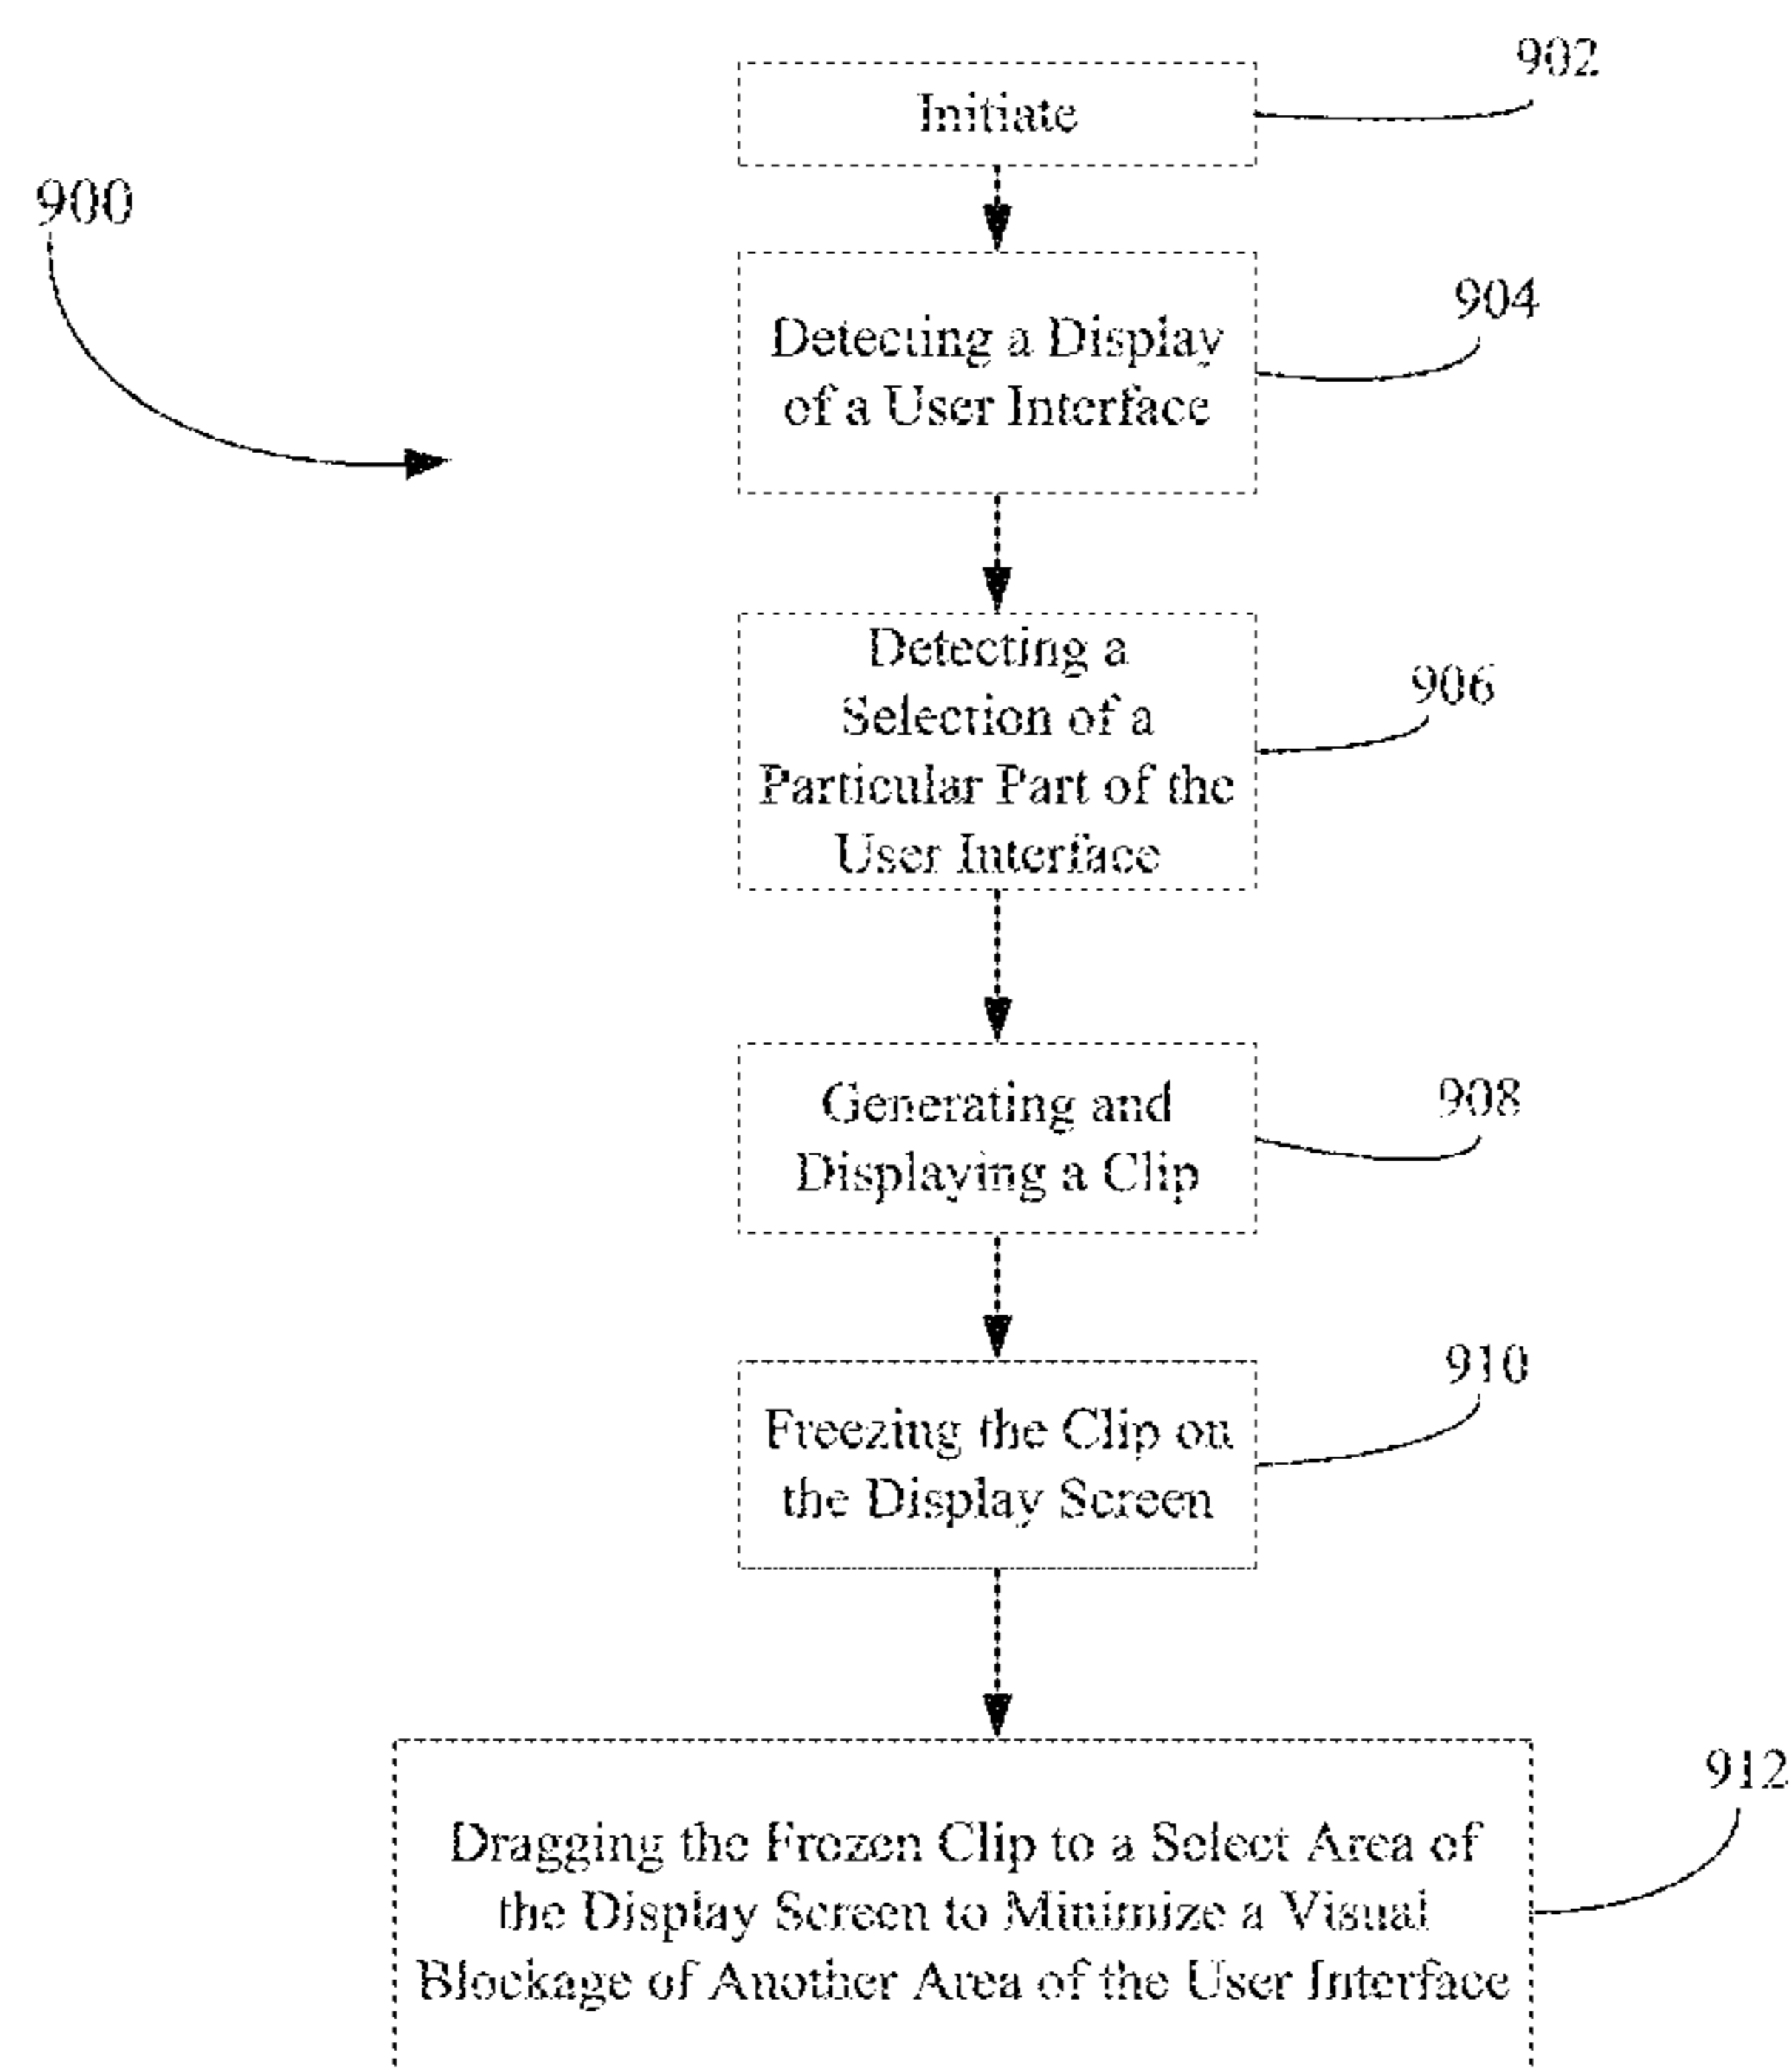 902
Initiate
900
904
Detecting a Display
of a User Interface
906
Detecting a
Selection of a
Particular Part of the
User Interface
908
Generating and
Displaying a Clip
910
Freezing the Clip on
the Display Screen
912
Dragging the Frozen Clip to a Select Area of
the Display Screen to Minimize a Visual
Blockage of Another Area of the User Interface